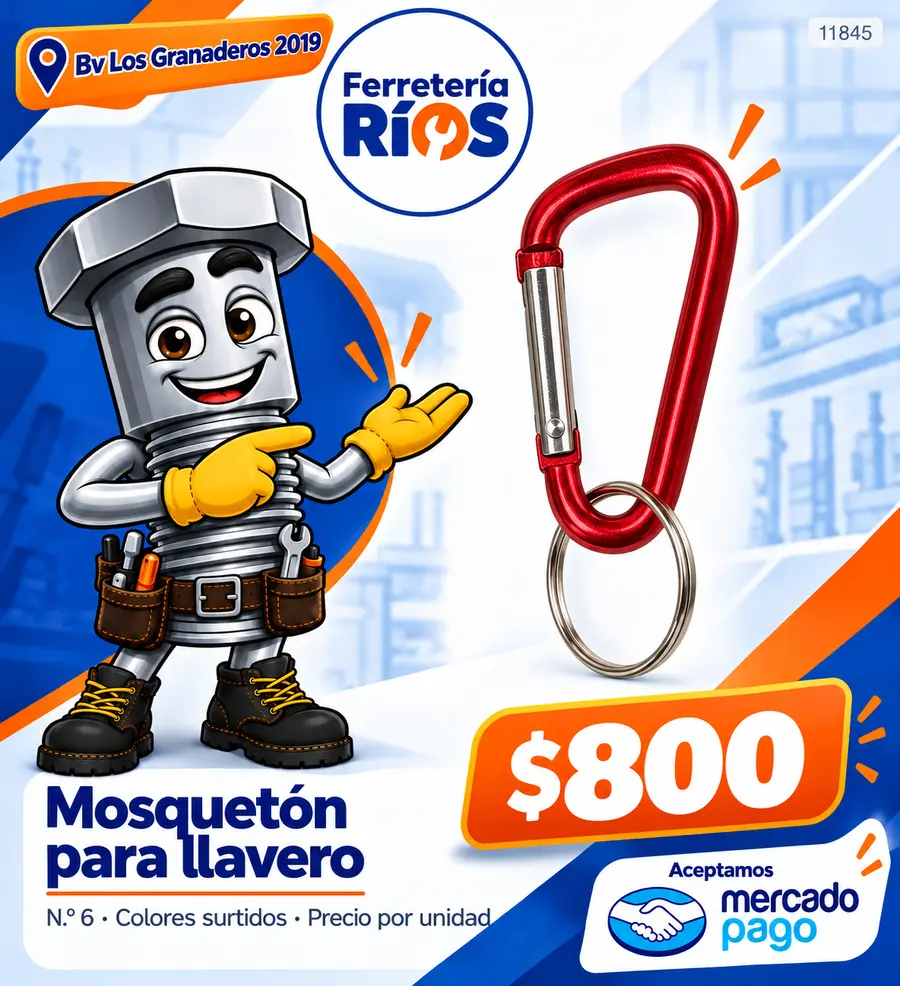 Bv Los Granaderos 2019
Ferretería
Ríos
11845
$800
Mosquetón
para llavero
N.º 6 • Colores surtidos • Precio por unidad
Aceptamos
mercado
pago